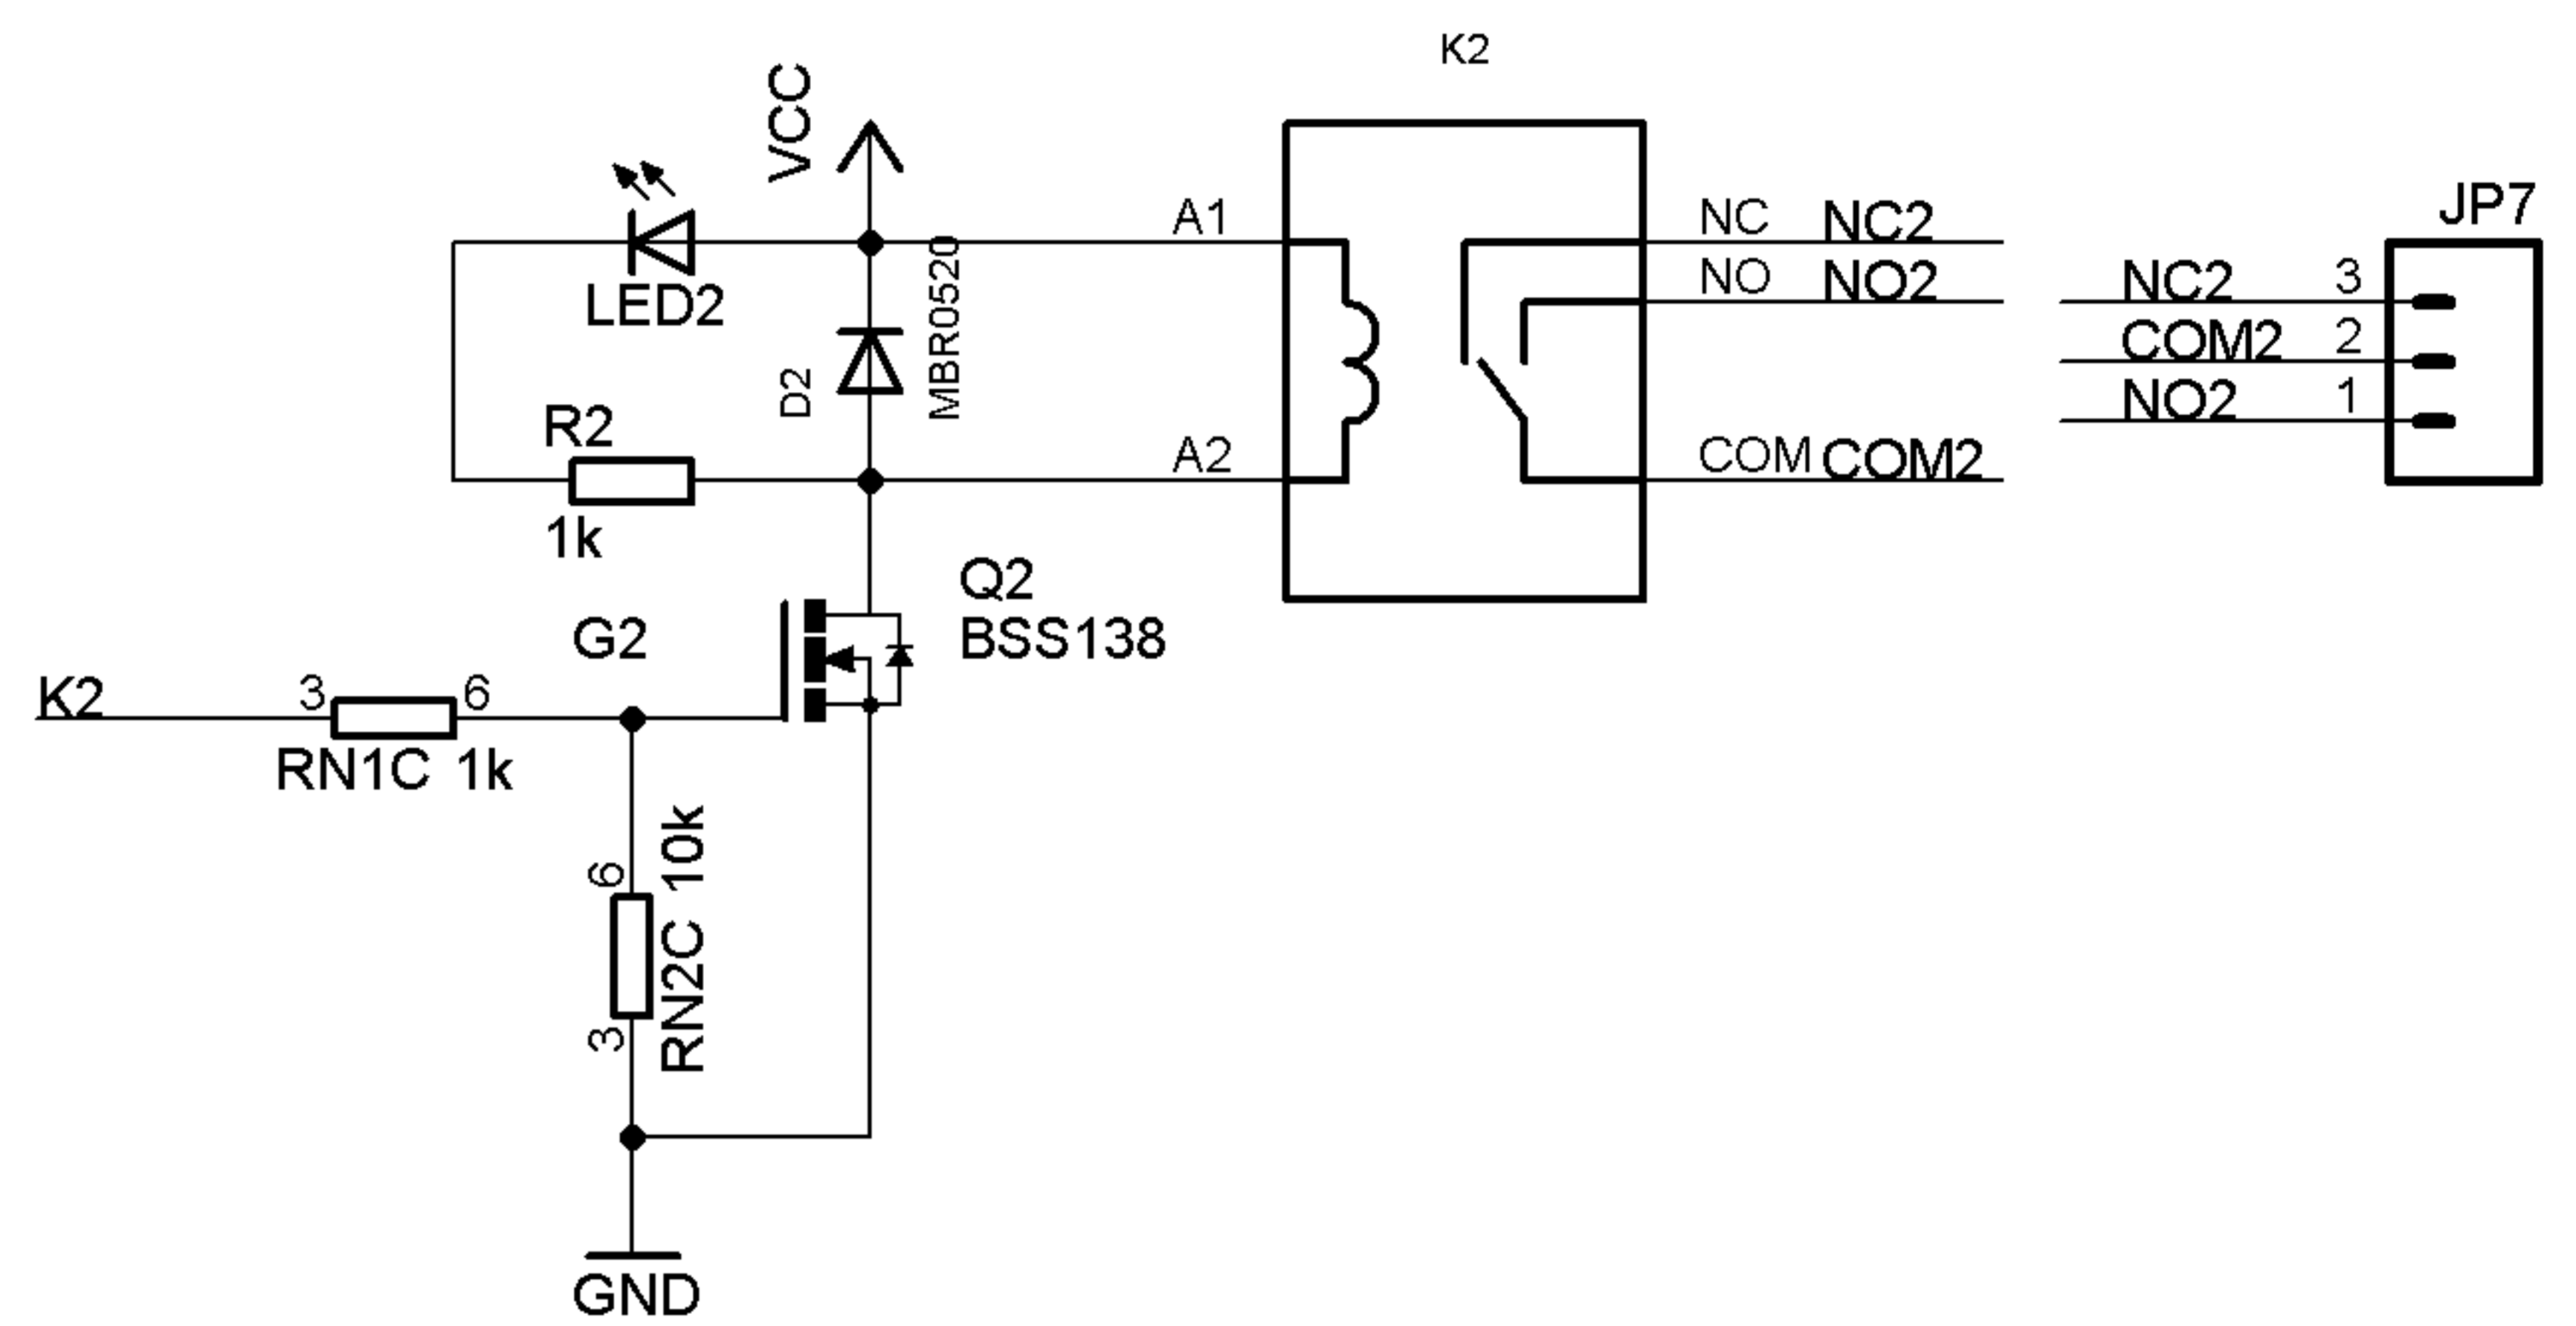 K2
VCC
JP7
A1
NC NC2
LED2
MBR0520
NO NO2
NC2 3
COM2 2
D2
NO2 1
R2
A2
COM COM2
1k
Q2
G2
BSS138
K2
3
6
RN1C 1k
6
RN2C 10k
3
GND